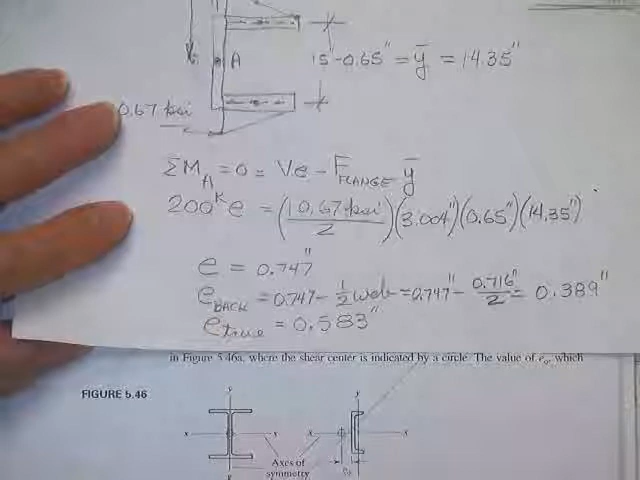 A
15"-0.65" = ȳ = 14.35"
0.67 ksi
ΣM_A = 0 = Ve - F_FLANGE ȳ
200^K e = (10.67 ksi / 2)(3.004")(0.65")(14.35")
e = 0.747"
e_BACK = 0.747 - 1/2 web = 0.747" - 0.716"/2 = 0.389"
e_true = 0.583"
in Figure 5.46a, where the shear center is indicated by a circle. The value of e_o, which
FIGURE 5.46
y y
x x x x
Axes of
symmetry
y